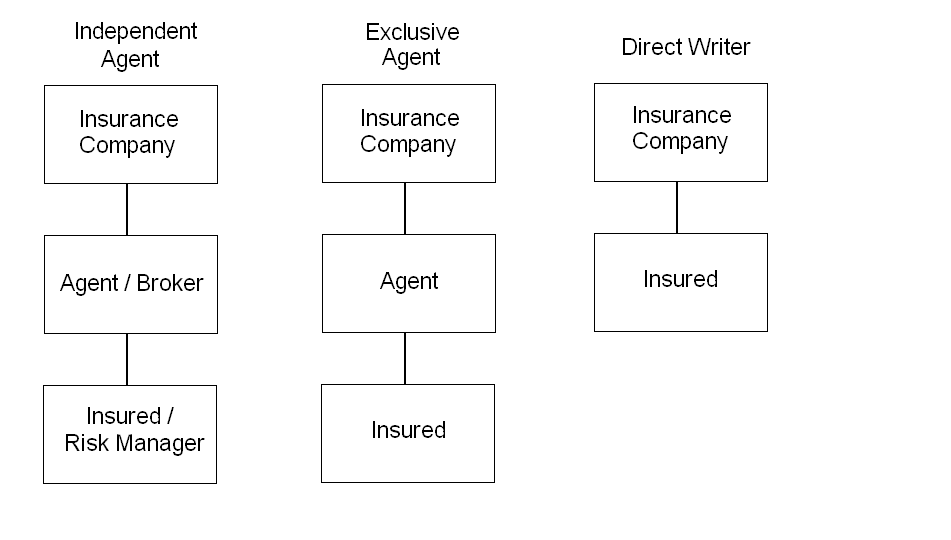 Independent
Agent
Insurance
Company
Agent / Broker
Insured /
Risk Manager
Exclusive
Agent
Insurance
Company
Agent
Insured
Direct Writer
Insurance
Company
Insured